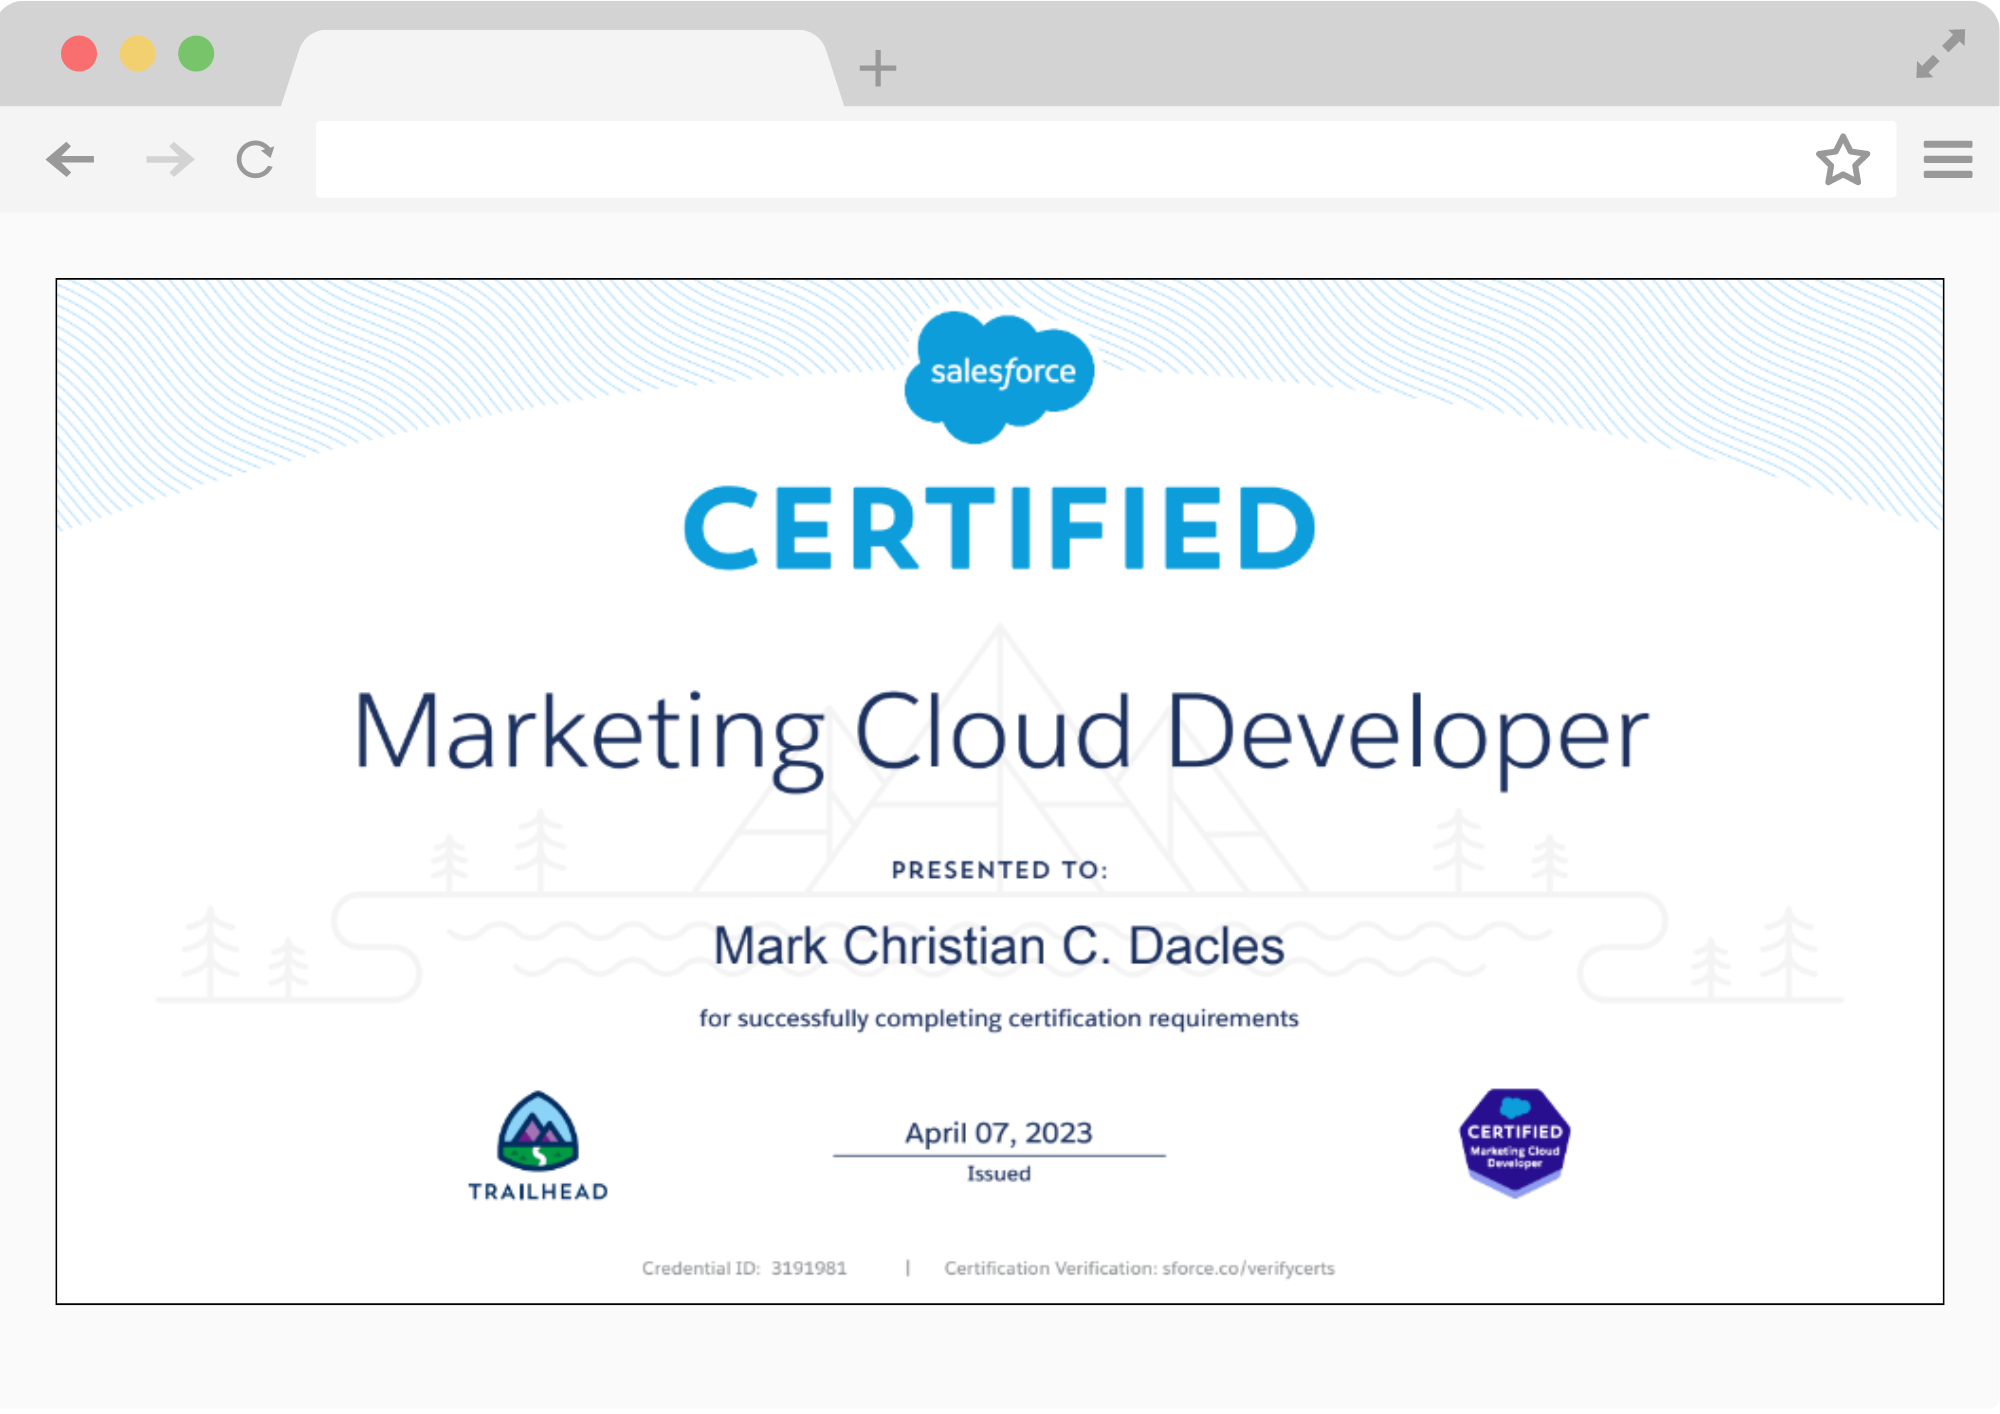 salesforce
CERTIFIED
Marketing Cloud Developer
PRESENTED TO:
Mark Christian C. Dacles
for successfully completing certification requirements
TRAILHEAD
April 07, 2023
Issued
CERTIFIED
Marketing Cloud
Developer
Credential ID: 3191981 | Certification Verification: sforce.co/verifycerts